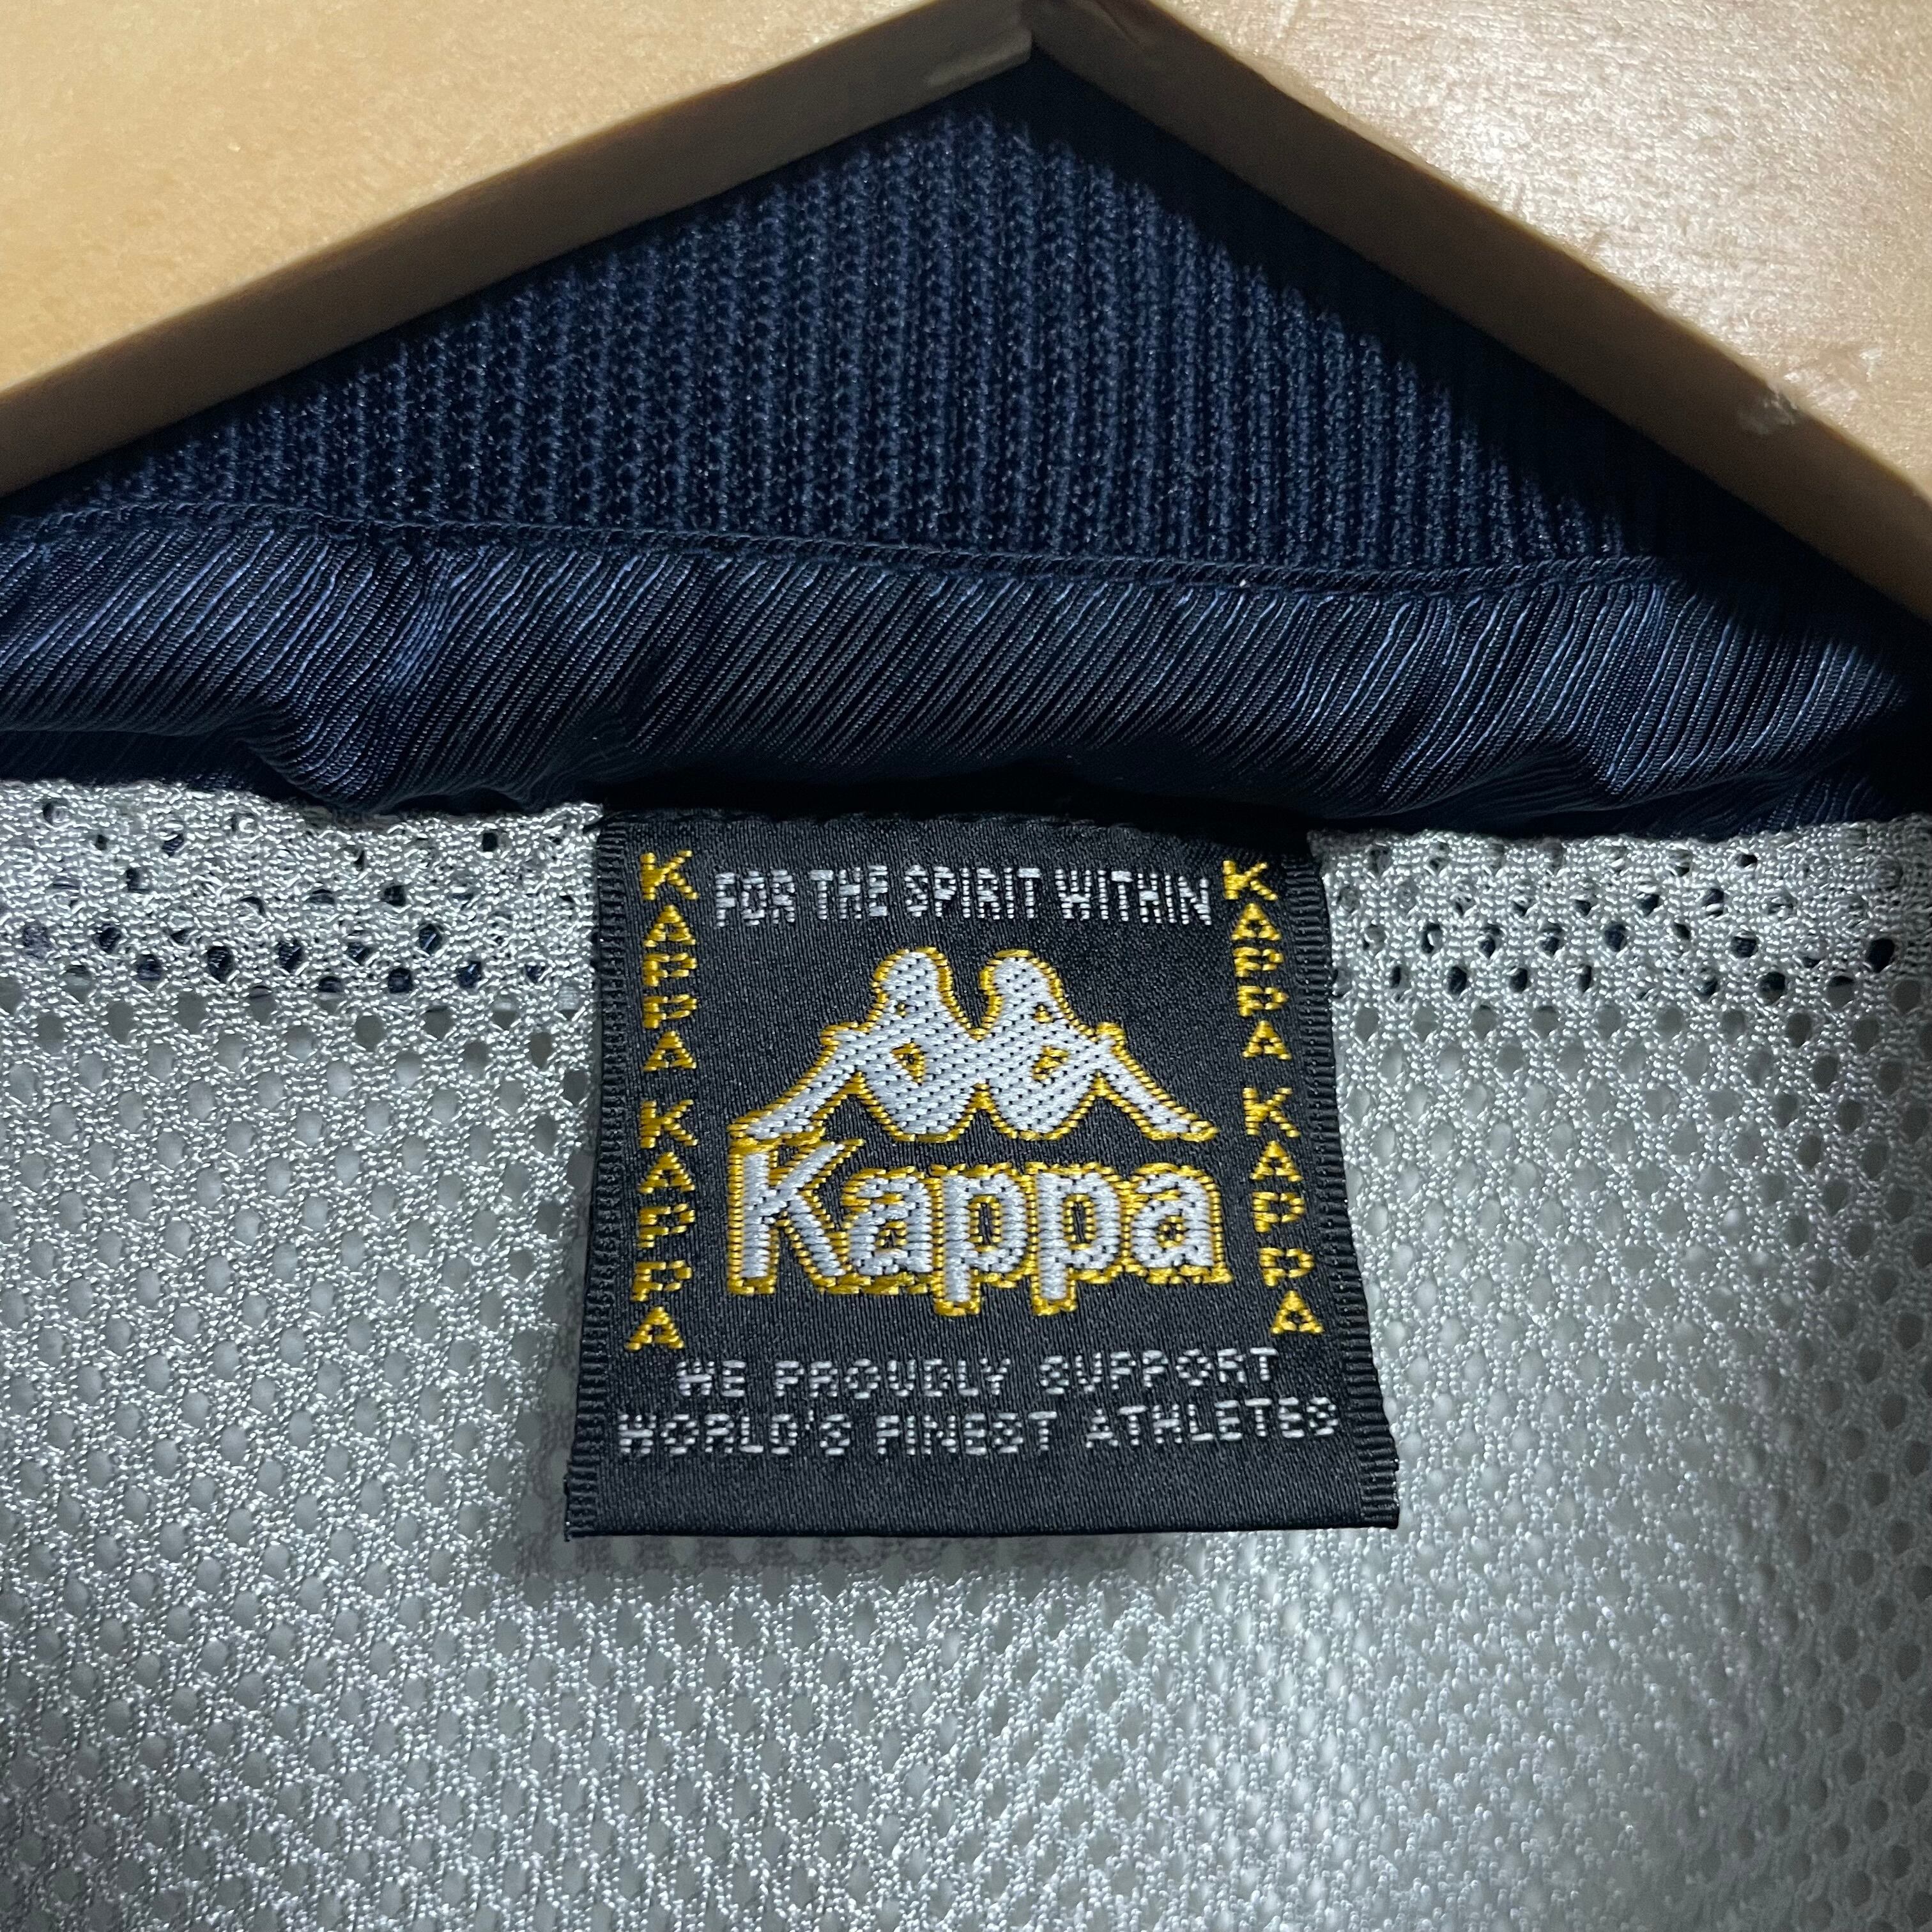 FOR THE SPIRIT WITHIN
KAPPA KAPPA
KAPPA KAPPA
Kappa
WE PROUDLY SUPPORT
WORLD'S FINEST ATHLETES